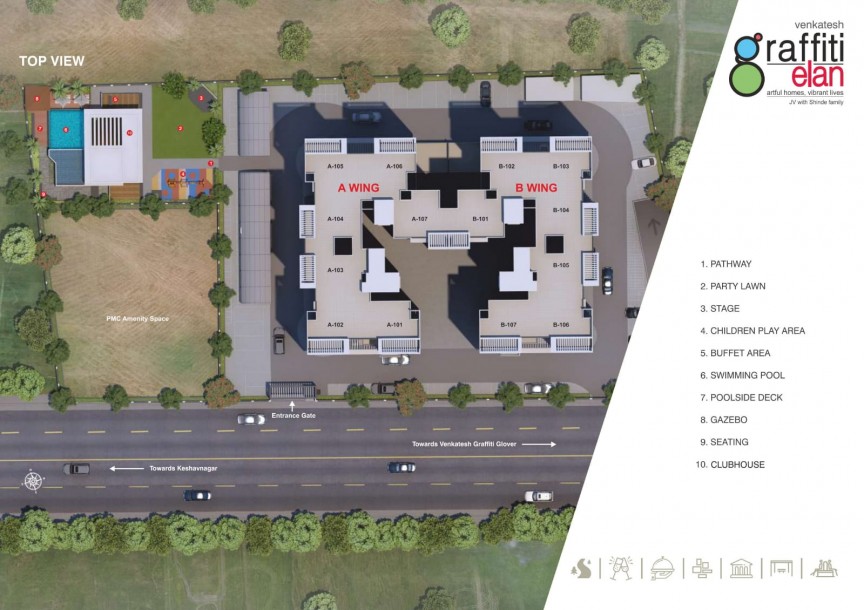 TOP VIEW
venkatesh
graffiti
elan
artful homes, vibrant lives
JV with Shinde family
A-105
A-106
B-102
B-103
A WING
B WING
A-104
A-107
B-101
B-104
A-103
B-105
A-102
A-101
B-107
B-106
PMC Amenity Space
Entrance Gate
Towards Venkatesh Graffiti Glover
Towards Keshavnagar
1. PATHWAY
2. PARTY LAWN
3. STAGE
4. CHILDREN PLAY AREA
5. BUFFET AREA
6. SWIMMING POOL
7. POOLSIDE DECK
8. GAZEBO
9. SEATING
10. CLUBHOUSE